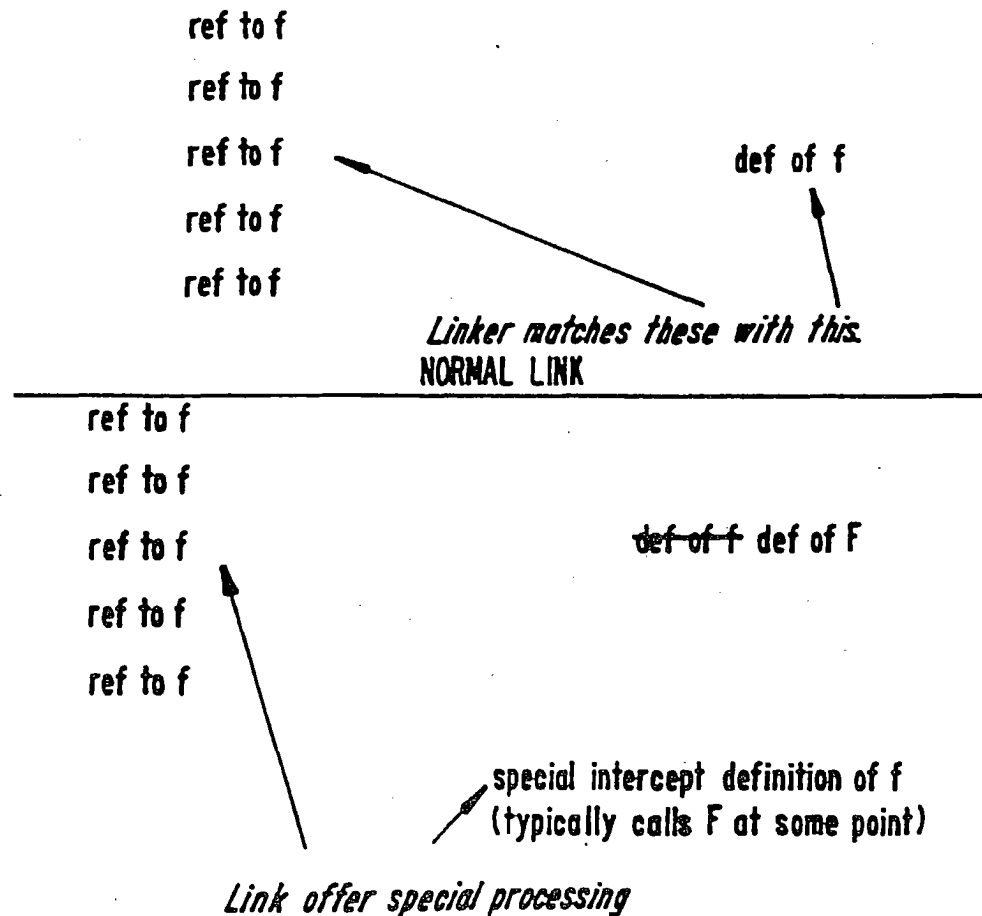 ref to f
ref to f
ref to f
def of f
ref to f
ref to f
Linker matches these with this.
NORMAL LINK
ref to f
ref to f
ref to f
def of f def of F
ref to f
ref to f
special intercept definition of f
(typically calls F at some point)
Link offer special processing